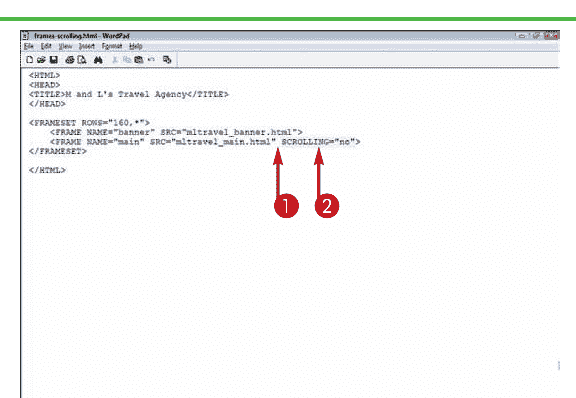 frames-scrolling.html - WordPad
File Edit View Insert Format Help
<HTML>
<HEAD>
<TITLE>M and L's Travel Agency</TITLE>
</HEAD>
<FRAMESET ROWS="160,*">
<FRAME NAME="banner" SRC="mltravel_banner.html">
<FRAME NAME="main" SRC="mltravel_main.html" SCROLLING="no">
</FRAMESET>
</HTML>
1 2